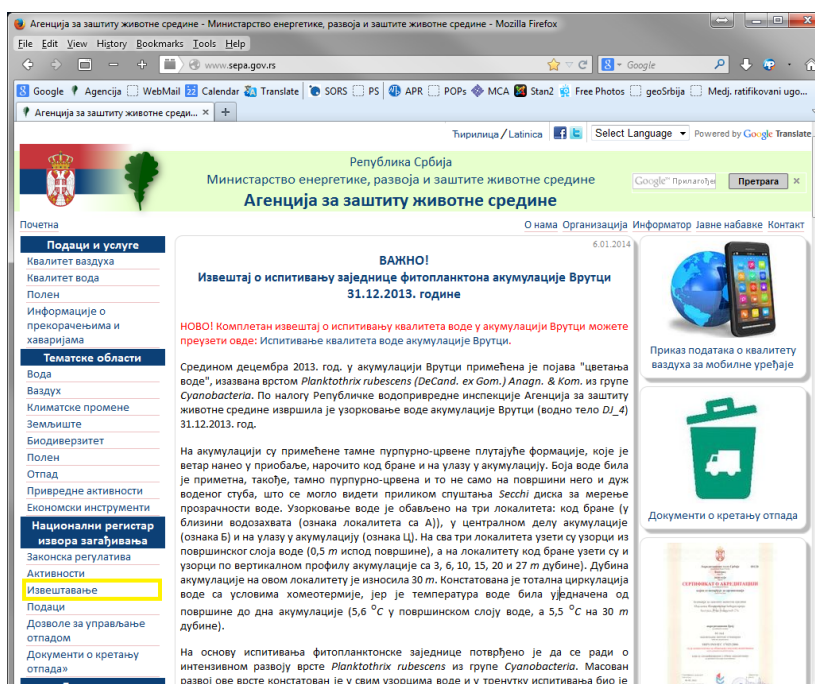 Агенција за заштиту животне средине - Министарство енергетике, развоја и заштите животне средине - Mozilla Firefox
File Edit View History Bookmarks Tools Help
www.sepa.gov.rs
Google
Google Agencija WebMail Calendar Translate SORS PS APR POPs MCA Stan2 Free Photos geoSrbija Medj. ratifikovani ugo...
Агенција за заштиту животне среди...
Ћирилица / Latinica Select Language Powered by Google Translate
Република Србија
Министарство енергетике, развоја и заштите животне средине
Агенција за заштиту животне средине
Google Прилагође Претрага
Почетна
О нама Организација Информатор Јавне набавке Контакт
Подаци и услуге
Квалитет ваздуха
Квалитет вода
Полен
Информације о
прекорачењима и
хаваријама
Тематске области
Вода
Ваздух
Климатске промене
Земљиште
Биодиверзитет
Полен
Отпад
Привредне активности
Економски инструменти
Национални регистар
извора загађивања
Законска регулатива
Активности
Извештавање
Подаци
Дозволе за управљање
отпадом
Документи о кретању
отпада»
6.01.2014
ВАЖНО!
Извештај о испитивању заједнице фитопланктона акумулације Врутци
31.12.2013. године
НОВО! Комплетан извештај о испитивању квалитета воде у акумулацији Врутци можете
преузети овде: Испитивање квалитета воде акумулације Врутци.
Средином децембра 2013. год. у акумулацији Врутци примећена је појава "цветања
воде", изазвана врстом Planktothrix rubescens (DeCand. ex Gom.) Anagn. & Kom. из групе
Cyanobacteria. По налогу Републичке водопривредне инспекције Агенција за заштиту
животне средине извршила је узорковање воде акумулације Врутци (водно тело DJ_4)
31.12.2013. год.
На акумулацији су примећене тамне пурпурно-црвене плутајуће формације, које је
ветар нанео у приобаље, нарочито код бране и на улазу у акумулацију. Боја воде била
је приметна, такође, тамно пурпурно-црвена и то не само на површини него и дуж
воденог стуба, што се могло видети приликом спуштања Secchi диска за мерење
прозрачности воде. Узорковање воде је обављено на три локалитета: код бране (у
близини водозахвата (ознака локалитета са А)), у централном делу акумулације
(ознака Б) и на улазу у акумулацију (ознака Ц). На сва три локалитета узети су узорци из
површинског слоја воде (0,5 m испод површине), а на локалитету код бране узети су и
узорци по вертикалном профилу акумулације са 3, 6, 10, 15, 20 и 27 m дубине). Дубина
акумулације на овом локалитету је износила 30 m. Констатована је тотална циркулација
воде са условима хомеотермије, јер је температура воде била уједначена од
површине до дна акумулације (5,6 °C у површинском слоју воде, а 5,5 °C на 30 m
дубине).
На основу испитивања фитопланктонске заједнице потврђено је да се ради о
интензивном развоју врсте Planktothrix rubescens из групе Cyanobacteria. Масован
развој ове врсте констатован је у свим узорцима воде и у тренутку испитивања био је
Приказ података о квалитету
ваздуха за мобилне уређаје
Документи о кретању отпада
СЕРТИФИКАТ О АКРЕДИТАЦИЈИ